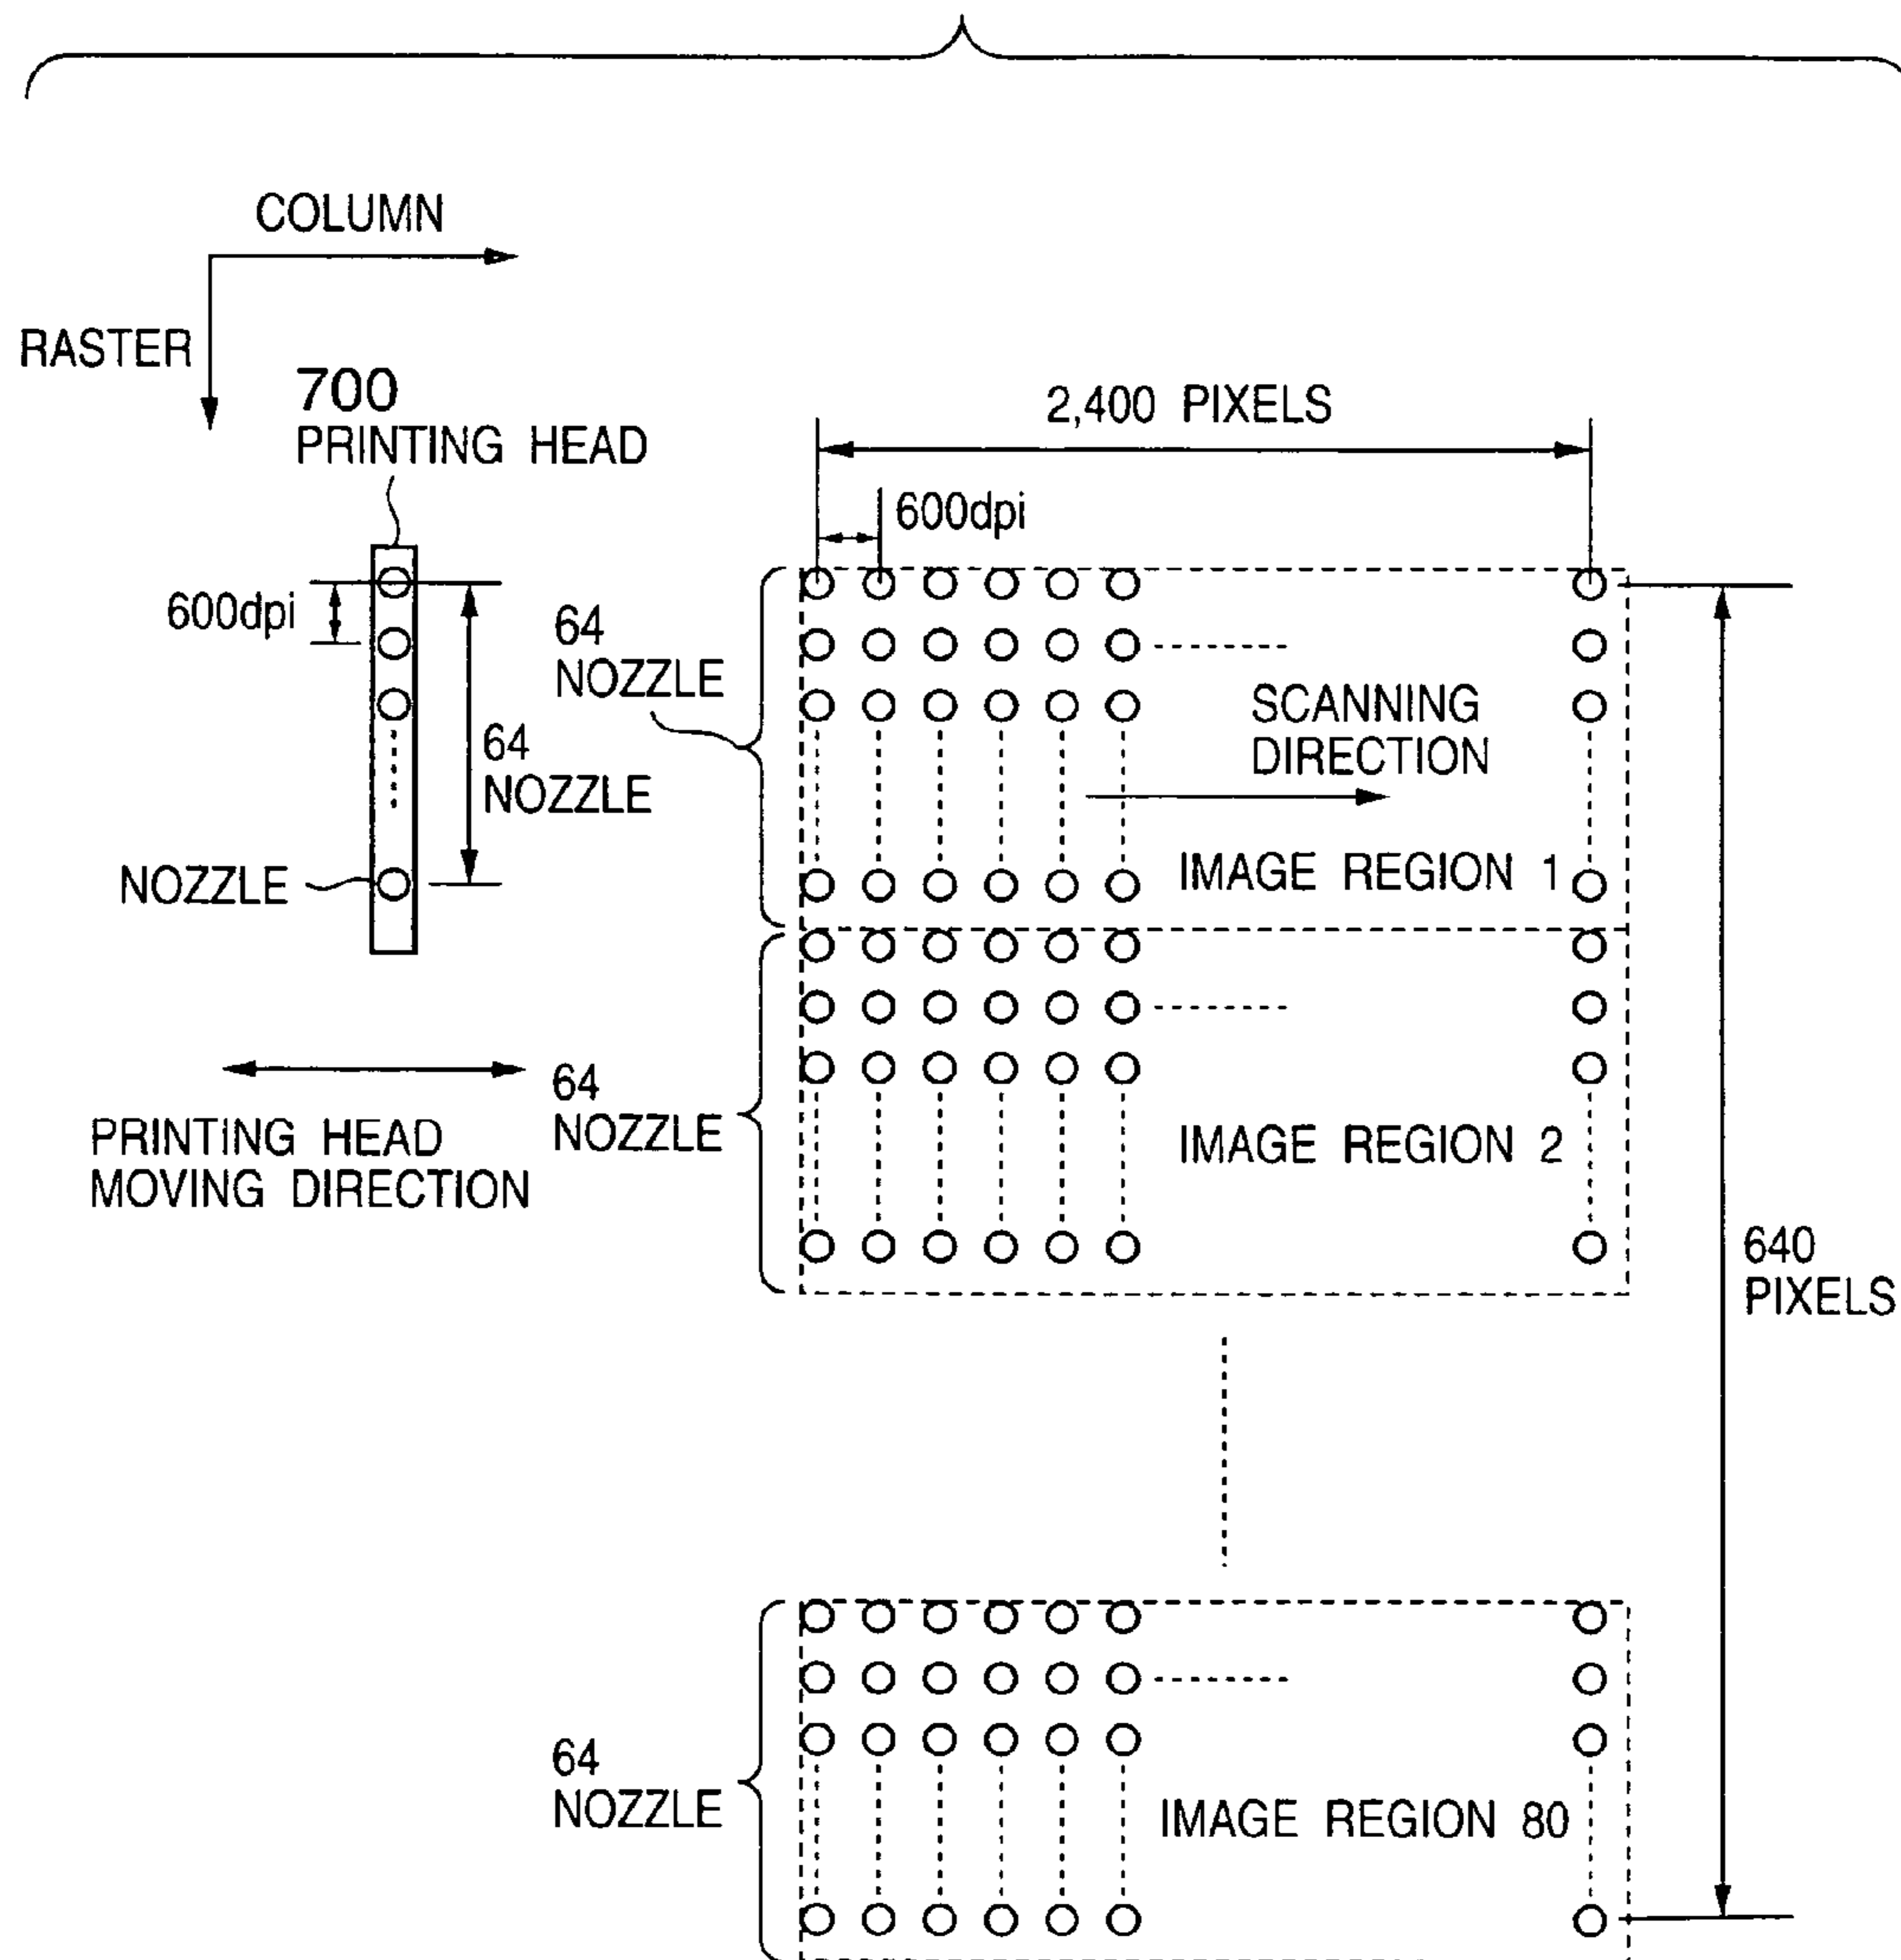 COLUMN
RASTER
700
PRINTING HEAD
2,400 PIXELS
600dpi
600dpi
64
NOZZLE
64
NOZZLE
SCANNING
DIRECTION
NOZZLE
IMAGE REGION 1
64
NOZZLE
PRINTING HEAD
MOVING DIRECTION
IMAGE REGION 2
640
PIXELS
64
NOZZLE
IMAGE REGION 80